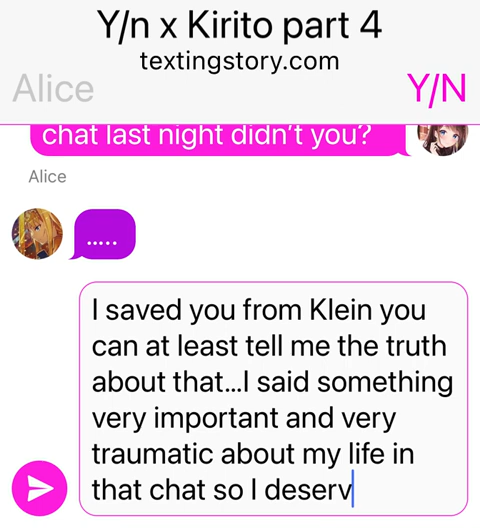 Y/n x Kirito part 4
textingstory.com
Alice
Y/N
chat last night didn't you?
Alice
.....
I saved you from Klein you
can at least tell me the truth
about that...I said something
very important and very
traumatic about my life in
that chat so I deserv